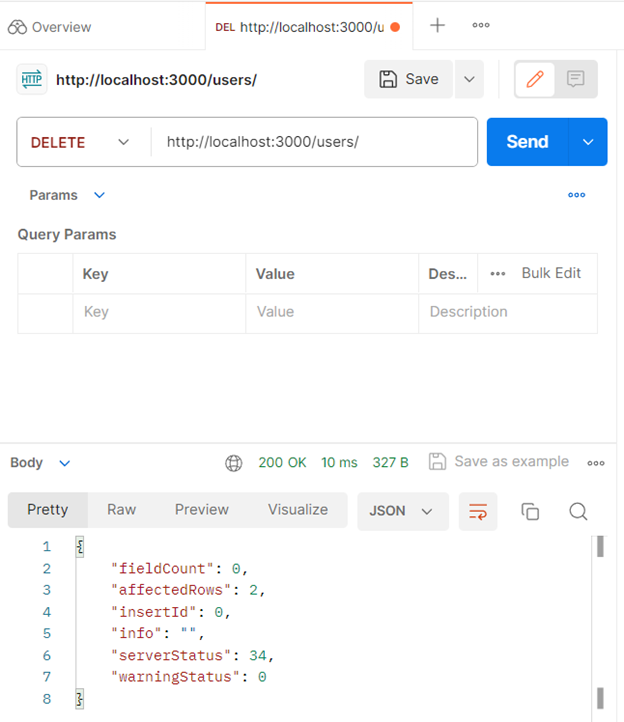 Overview DEL http://localhost:3000/u
HTTP http://localhost:3000/users/ Save
DELETE http://localhost:3000/users/ Send
Params
Query Params
Key Value Des... Bulk Edit
Key Value Description
Body 200 OK 10 ms 327 B Save as example
Pretty Raw Preview Visualize JSON
1 {
2 "fieldCount": 0,
3 "affectedRows": 2,
4 "insertId": 0,
5 "info": "",
6 "serverStatus": 34,
7 "warningStatus": 0
8 }